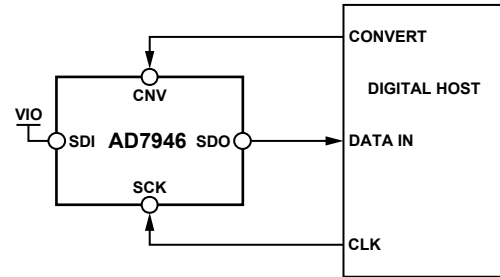 CONVERT
DIGITAL HOST
CNV
VIO
SDI AD7946 SDO
DATA IN
SCK
CLK